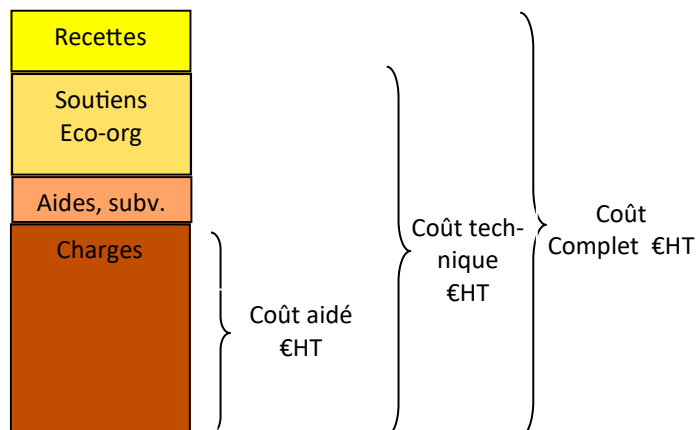 Recettes
Soutiens
Eco-org
Aides, subv.
Charges
Coût aidé
€HT
Coût tech-
nique
€HT
Coût
Complet €HT